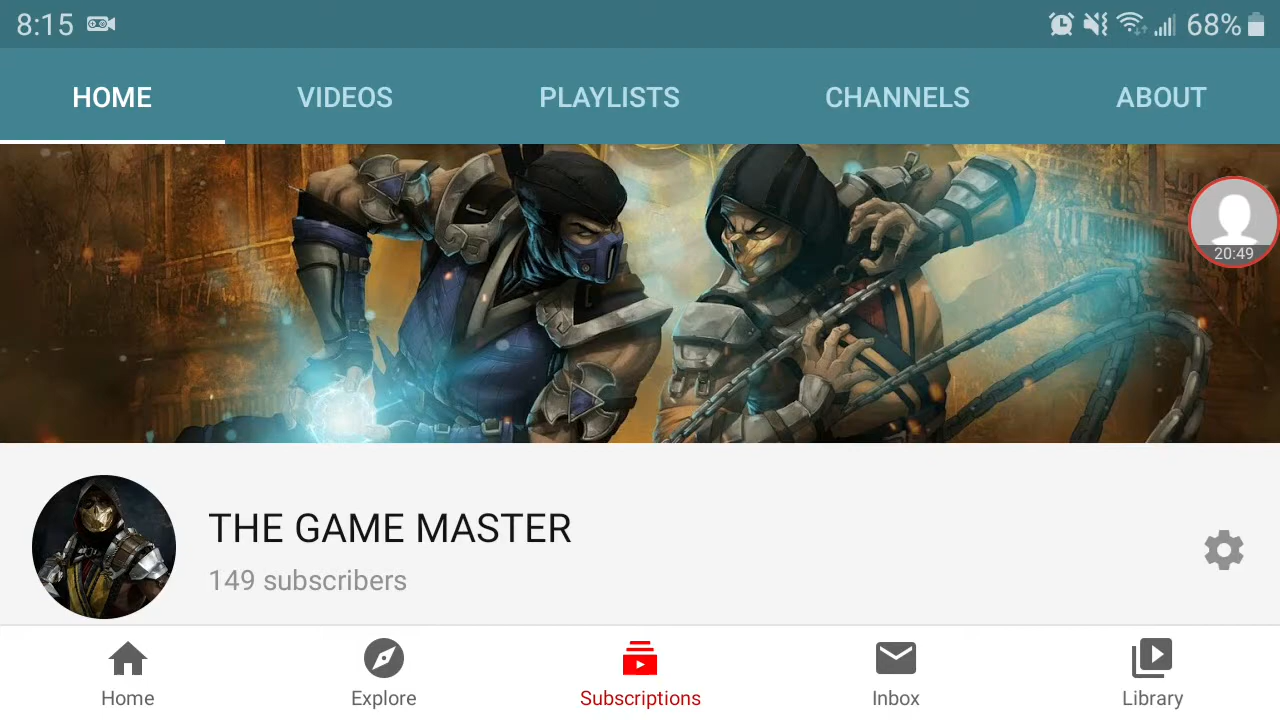 8:15 68%
HOME VIDEOS PLAYLISTS CHANNELS ABOUT
20:49
THE GAME MASTER
149 subscribers
Home Explore Subscriptions Inbox Library